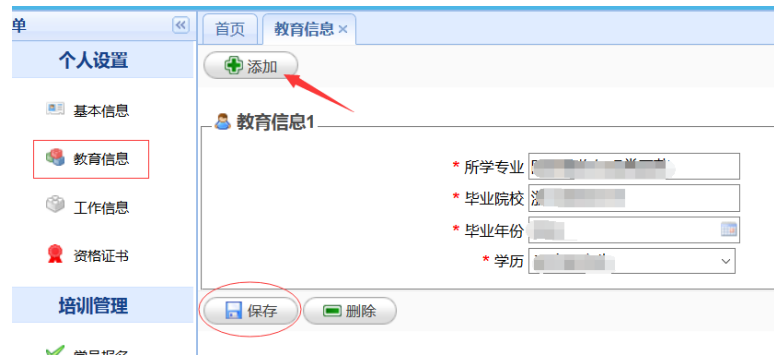 单
首页 教育信息
个人设置
添加
基本信息
教育信息1
教育信息
* 所学专业
* 毕业院校
工作信息
* 毕业年份
资格证书
* 学历
培训管理
保存 删除